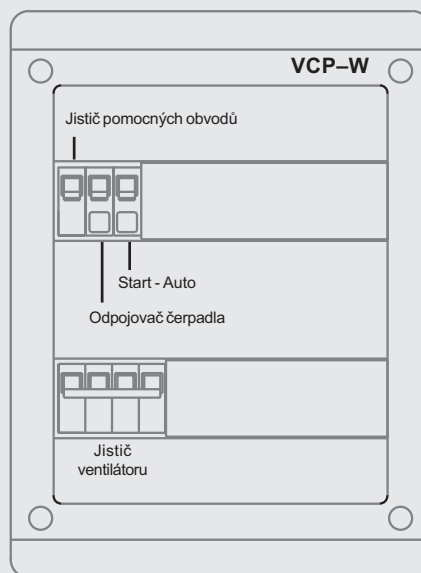 VCP–W
Jistič pomocných obvodů
Start - Auto
Odpojovač čerpadla
Jistič
ventilátoru